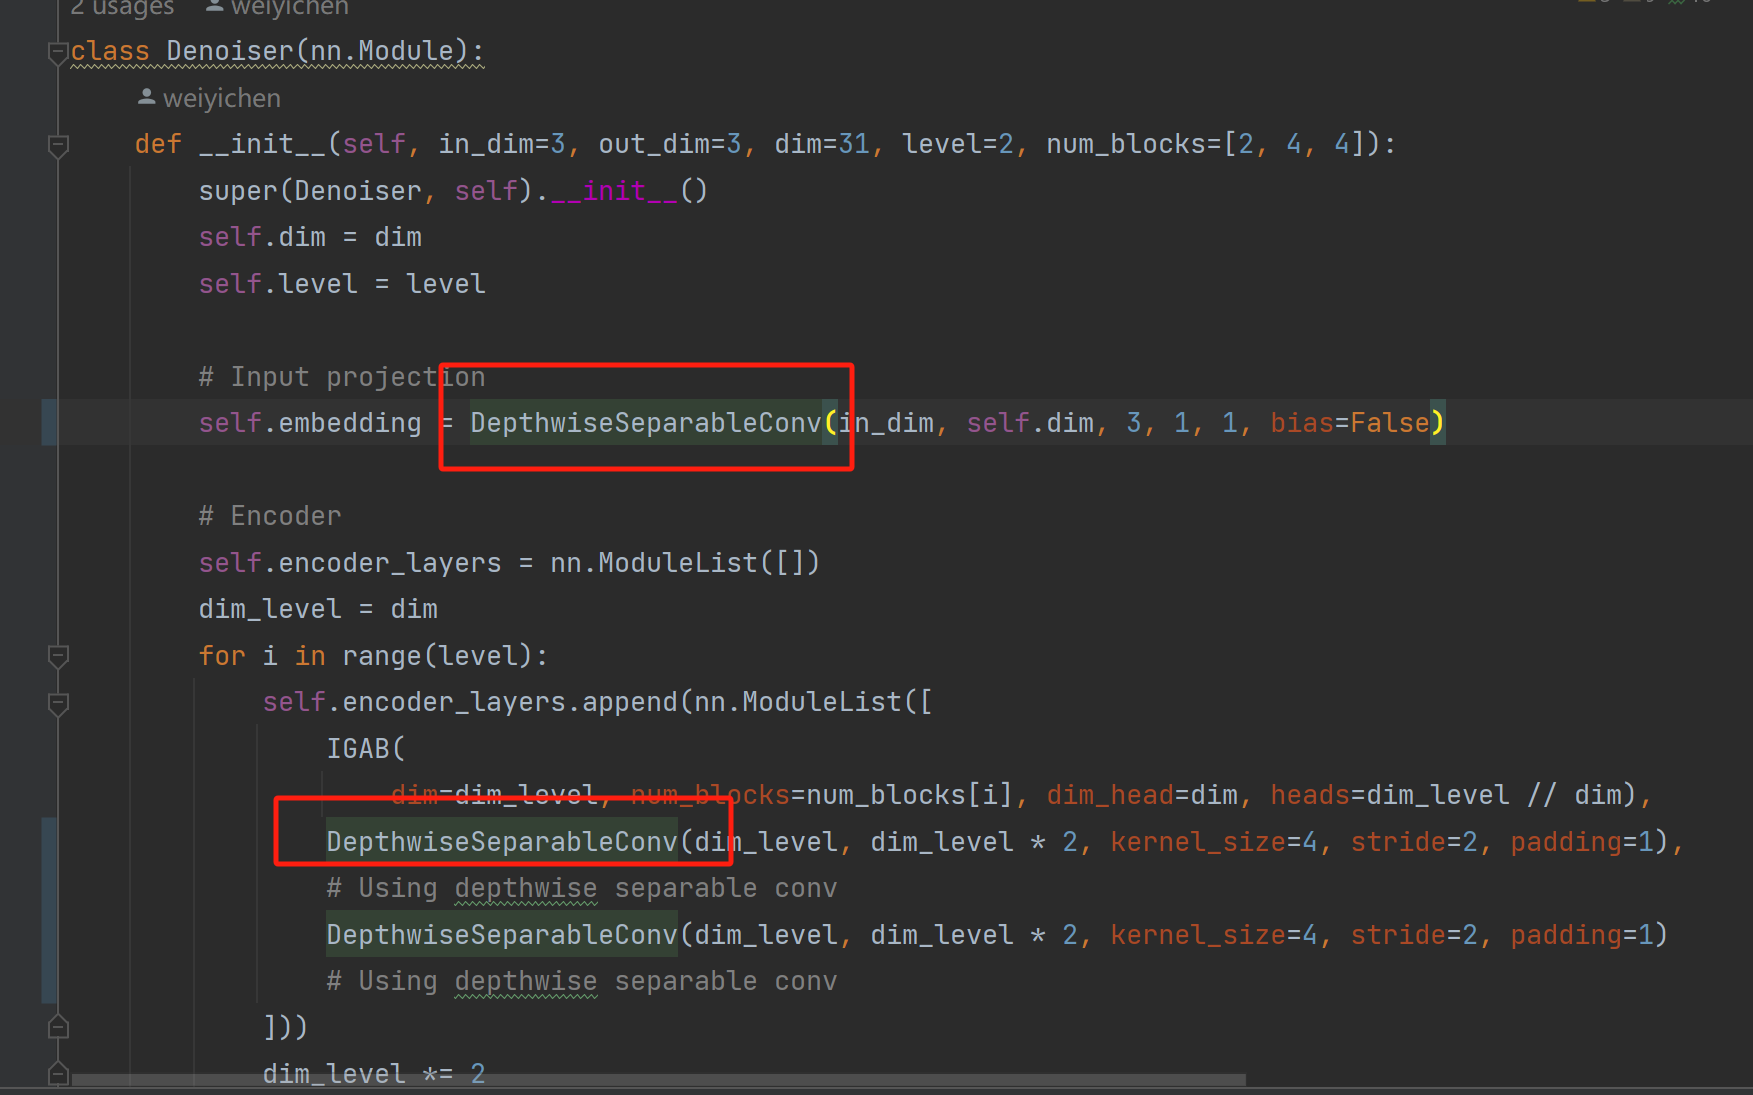 2 usages weiyichen
class Denoiser(nn.Module):
weiyichen
def __init__(self, in_dim=3, out_dim=3, dim=31, level=2, num_blocks=[2, 4, 4]):
super(Denoiser, self).__init__()
self.dim = dim
self.level = level
# Input projection
self.embedding = DepthwiseSeparableConv(in_dim, self.dim, 3, 1, 1, bias=False)
# Encoder
self.encoder_layers = nn.ModuleList([])
dim_level = dim
for i in range(level):
self.encoder_layers.append(nn.ModuleList([
IGAB(
dim=dim_level, num_blocks=num_blocks[i], dim_head=dim, heads=dim_level // dim),
DepthwiseSeparableConv(dim_level, dim_level * 2, kernel_size=4, stride=2, padding=1),
# Using depthwise separable conv
DepthwiseSeparableConv(dim_level, dim_level * 2, kernel_size=4, stride=2, padding=1)
# Using depthwise separable conv
]))
dim_level *= 2